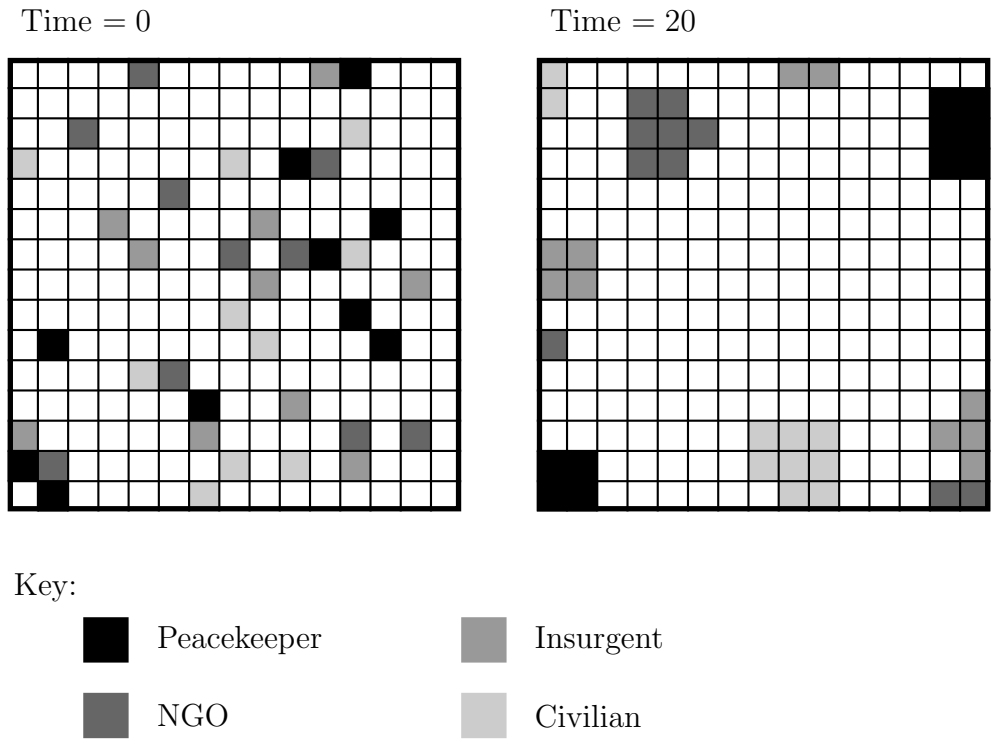 Time = 0
Time = 20
Key:
Peacekeeper
Insurgent
NGO
Civilian